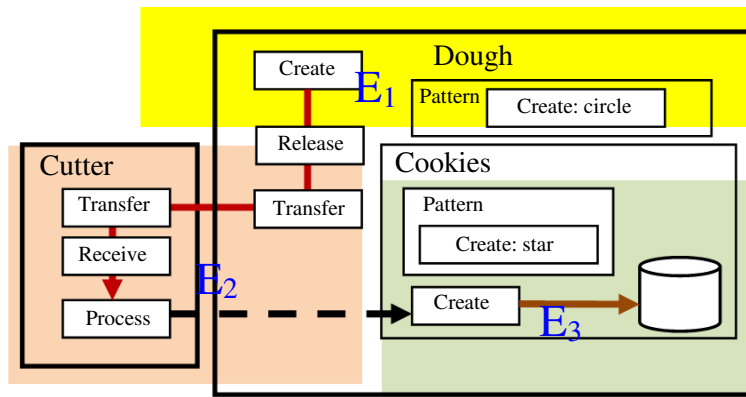 Dough
Create
E₁
Pattern
Create: circle
Release
Cutter
Cookies
Transfer
Transfer
Pattern
Receive
Create: star
E₂
Process
Create
E₃